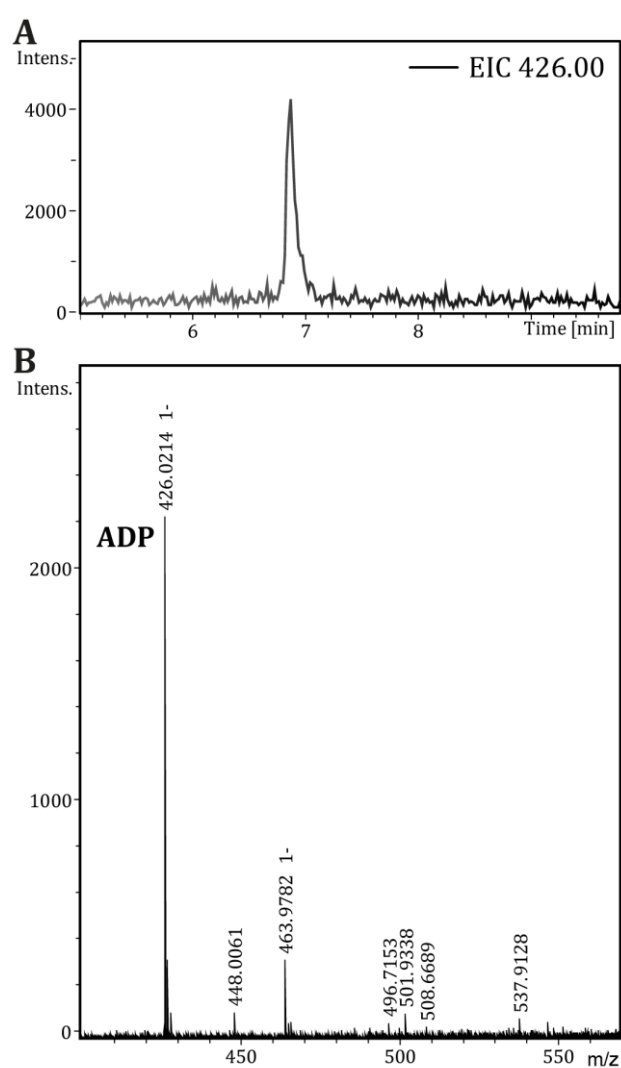 A
Intens.
EIC 426.00
4000
2000
0
6
7
8
Time [min]
B
Intens.
426.0214 1-
ADP
2000
1000
463.9782 1-
448.0061
496.7153
501.9338
508.6689
537.9128
0
450
500
550
m/z